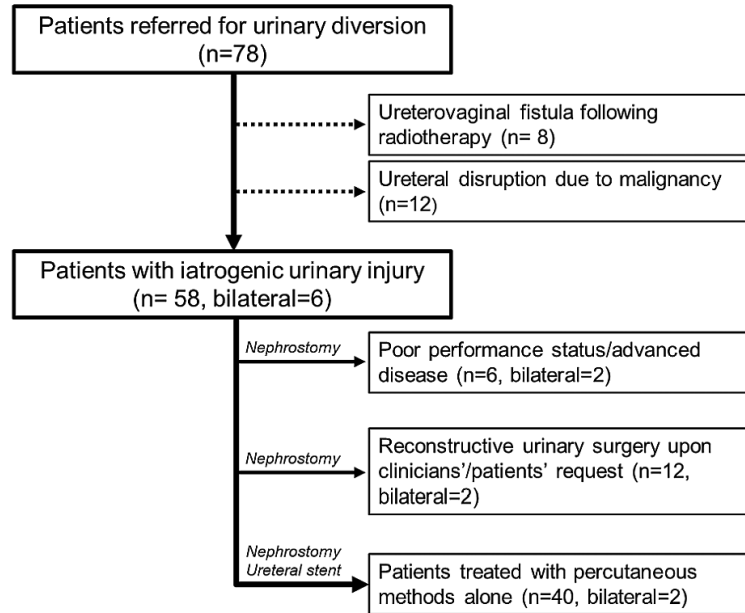 Patients referred for urinary diversion
(n=78)
Ureterovaginal fistula following
radiotherapy (n= 8)
Ureteral disruption due to malignancy
(n=12)
Patients with iatrogenic urinary injury
(n= 58, bilateral=6)
Nephrostomy
Poor performance status/advanced
disease (n=6, bilateral=2)
Nephrostomy
Reconstructive urinary surgery upon
clinicians'/patients' request (n=12,
bilateral=2)
Nephrostomy
Ureteral stent
Patients treated with percutaneous
methods alone (n=40, bilateral=2)